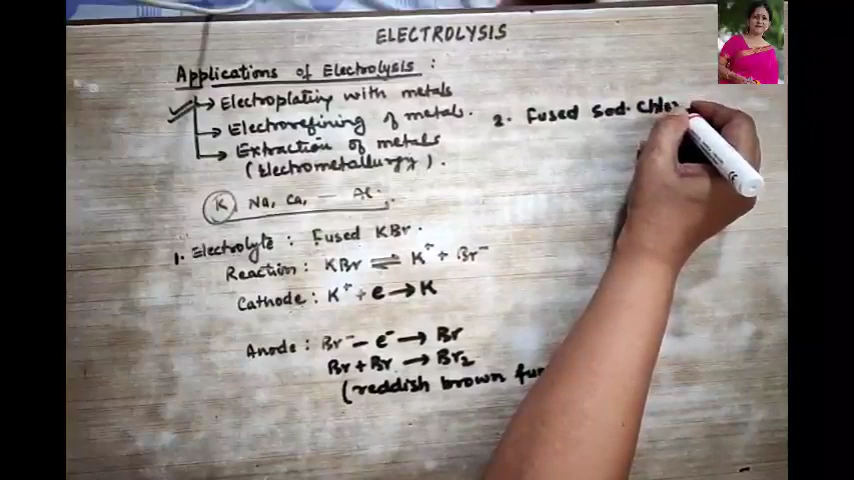 ELECTROLYSIS
Applications of Electrolysis :
Electroplating with metals
Electrorefining of metals.
Extraction of metals
(Electrometallurgy).
K Na, Ca, — Al.
1. Electrolyte : Fused KBr.
Reaction : KBr ⇌ K⁺ + Br⁻
Cathode : K⁺ + e → K
Anode : Br⁻ — e⁻ → Br
Br + Br → Br₂
(reddish brown fu
2. Fused Sod. Chlor